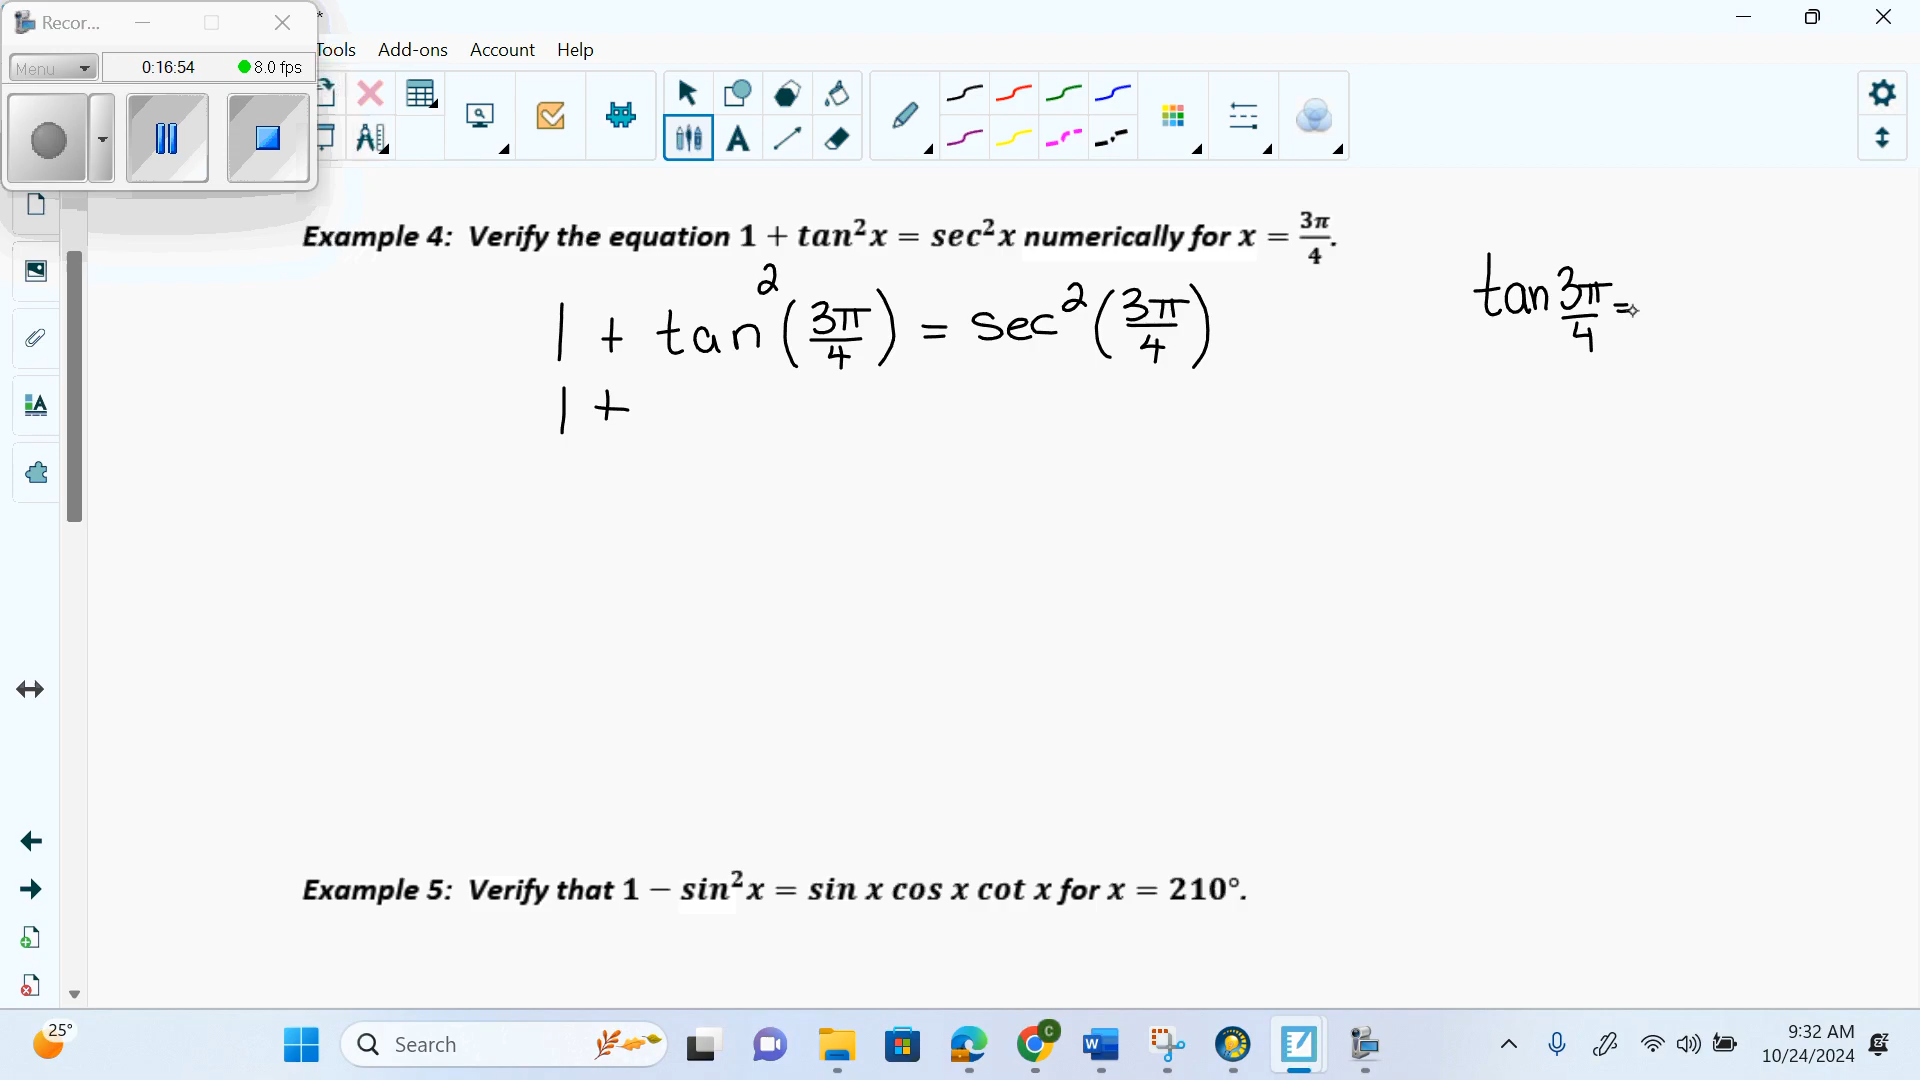 Recor...
Menu
0:16:54
8.0 fps
Tools Add-ons Account Help
Example 4: Verify the equation 1 + tan²x = sec²x numerically for x = 3π/4.
1 + tan²(3π/4) = sec²(3π/4)
tan 3π/4 =
1 +
Example 5: Verify that 1 − sin²x = sin x cos x cot x for x = 210°.
25°
Search
9:32 AM
10/24/2024